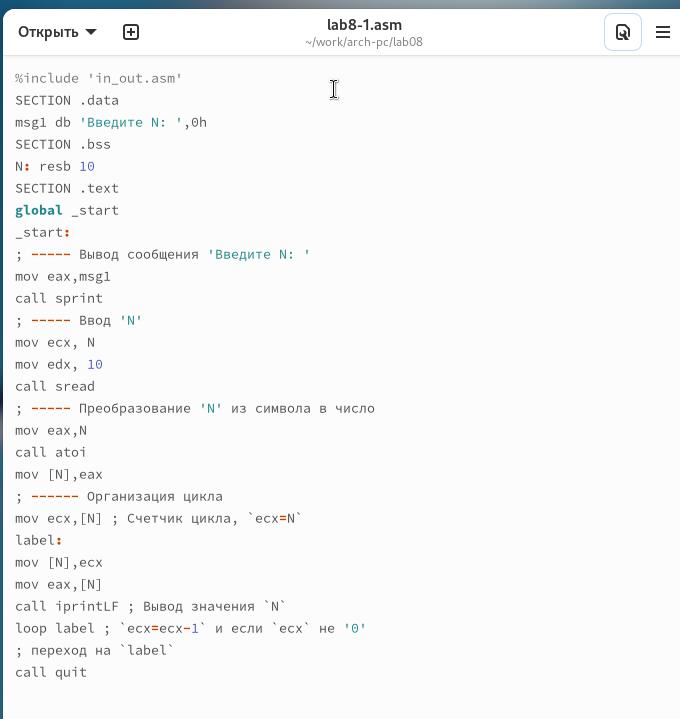 Открыть
lab8-1.asm
~/work/arch-pc/lab08
%include 'in_out.asm'
SECTION .data
msg1 db 'Введите N: ',0h
SECTION .bss
N: resb 10
SECTION .text
global _start
_start:
; ----- Вывод сообщения 'Введите N: '
mov eax,msg1
call sprint
; ----- Ввод 'N'
mov ecx, N
mov edx, 10
call sread
; ----- Преобразование 'N' из символа в число
mov eax,N
call atoi
mov [N],eax
; ------ Организация цикла
mov ecx,[N] ; Счетчик цикла, `ecx=N`
label:
mov [N],ecx
mov eax,[N]
call iprintLF ; Вывод значения `N`
loop label ; `ecx=ecx-1` и если `ecx` не '0'
; переход на `label`
call quit